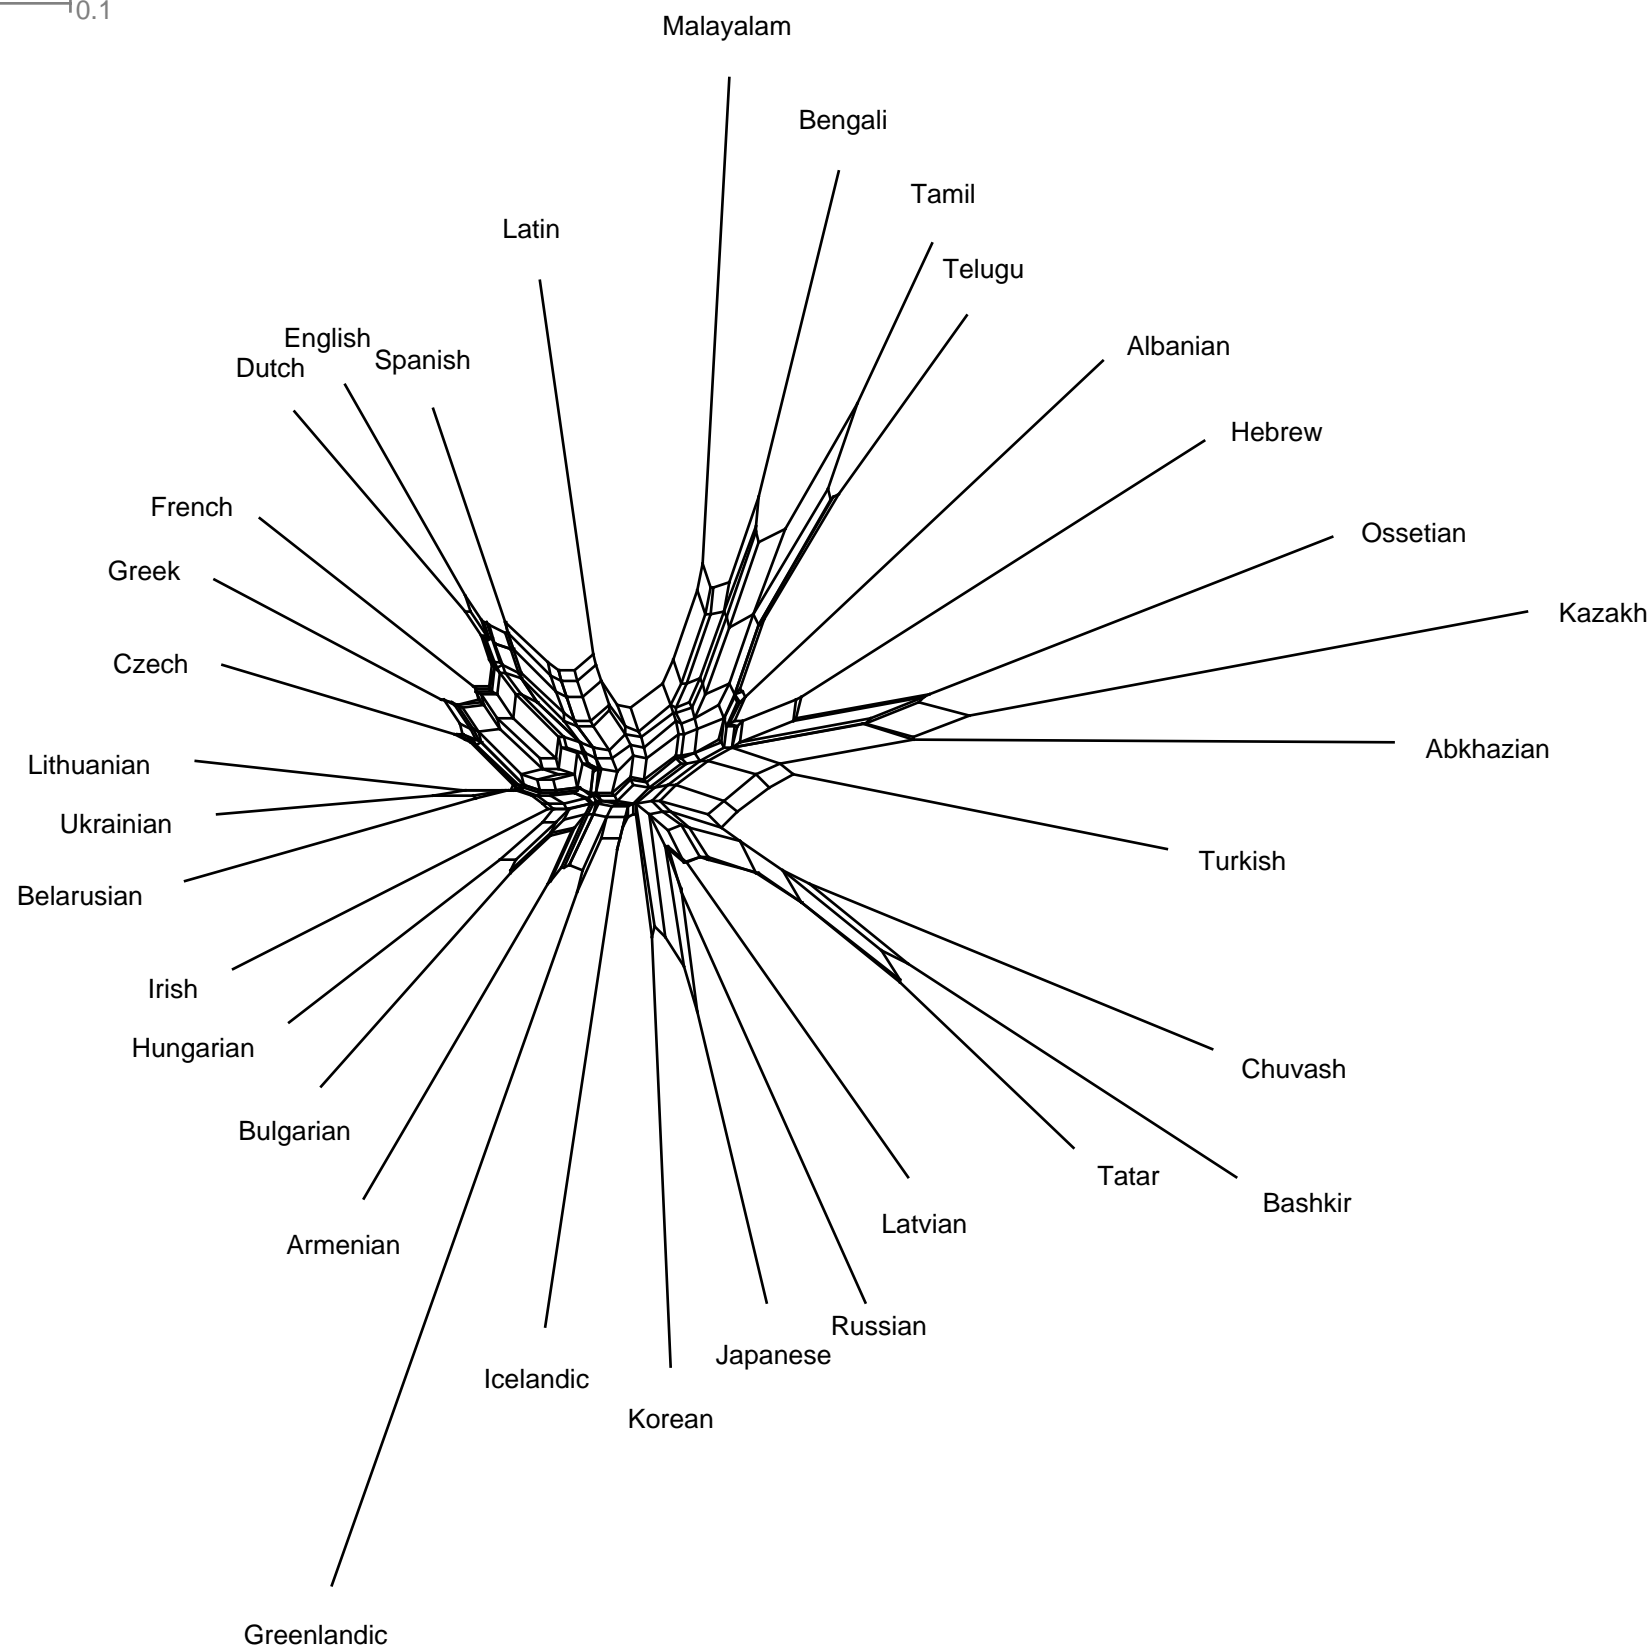 0.1
Malayalam
Bengali
Tamil
Latin
Telugu
English
Albanian
Spanish
Dutch
Hebrew
French
Ossetian
Greek
Kazakh
Czech
Abkhazian
Lithuanian
Ukrainian
Turkish
Belarusian
Irish
Hungarian
Chuvash
Bulgarian
Tatar
Bashkir
Latvian
Armenian
Russian
Japanese
Icelandic
Korean
Greenlandic